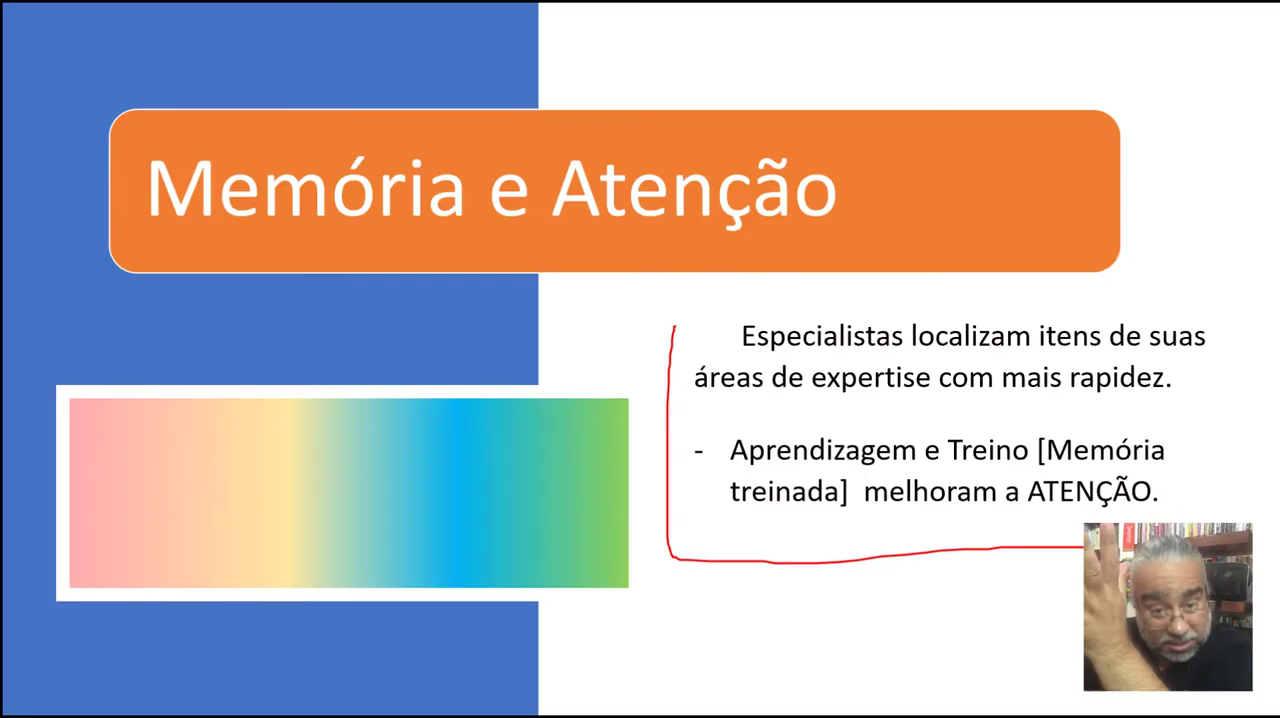 Memória e Atenção
Especialistas localizam itens de suas
áreas de expertise com mais rapidez.
- Aprendizagem e Treino [Memória
treinada] melhoram a ATENÇÃO.